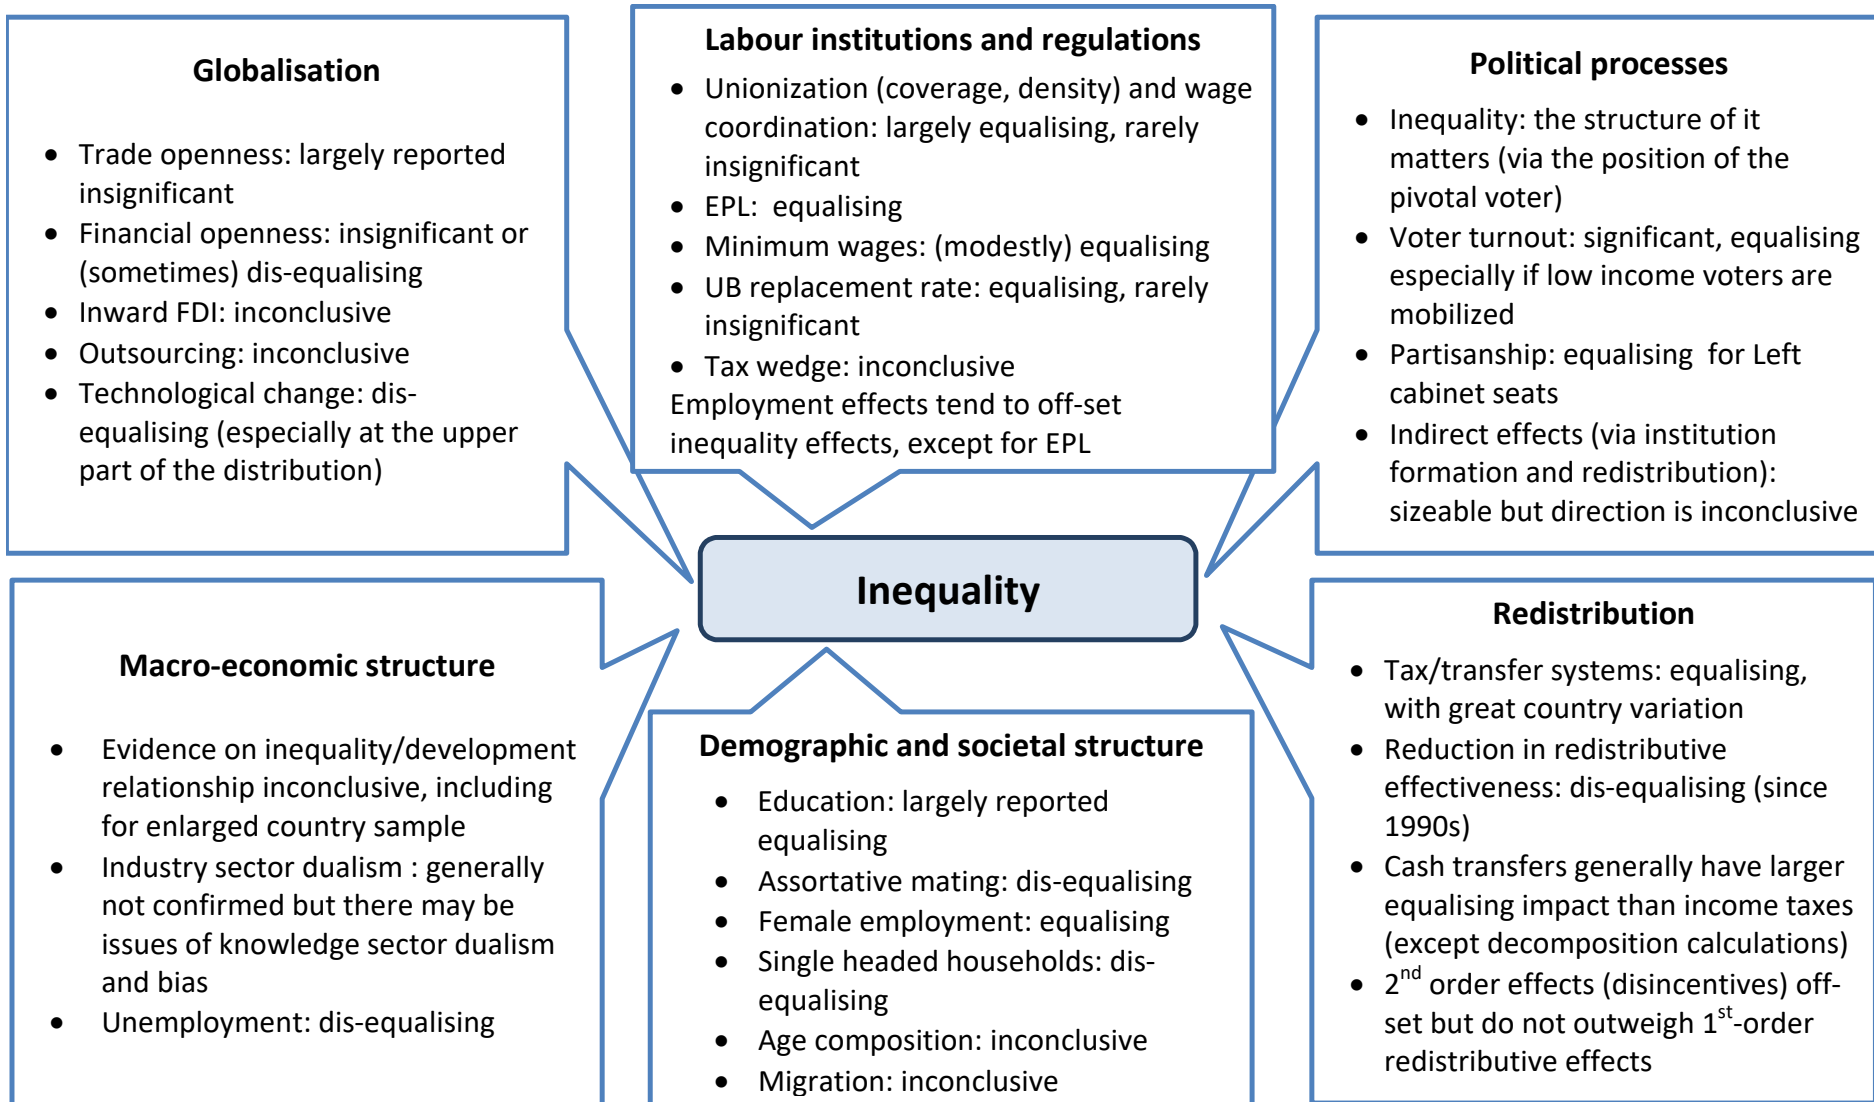 Globalisation
• Trade openness: largely reported
insignificant
• Financial openness: insignificant or
(sometimes) dis-equalising
• Inward FDI: inconclusive
• Outsourcing: inconclusive
• Technological change: dis-
equalising (especially at the upper
part of the distribution)
Labour institutions and regulations
• Unionization (coverage, density) and wage
coordination: largely equalising, rarely
insignificant
• EPL:  equalising
• Minimum wages: (modestly) equalising
• UB replacement rate: equalising, rarely
insignificant
• Tax wedge: inconclusive
Employment effects tend to off-set
inequality effects, except for EPL
Political processes
• Inequality: the structure of it
matters (via the position of the
pivotal voter)
• Voter turnout: significant, equalising
especially if low income voters are
mobilized
• Partisanship: equalising  for Left
cabinet seats
• Indirect effects (via institution
formation and redistribution):
sizeable but direction is inconclusive
Inequality
Macro-economic structure
• Evidence on inequality/development
relationship inconclusive, including
for enlarged country sample
• Industry sector dualism : generally
not confirmed but there may be
issues of knowledge sector dualism
and bias
• Unemployment: dis-equalising
Demographic and societal structure
• Education: largely reported
equalising
• Assortative mating: dis-equalising
• Female employment: equalising
• Single headed households: dis-
equalising
• Age composition: inconclusive
• Migration: inconclusive
Redistribution
• Tax/transfer systems: equalising,
with great country variation
• Reduction in redistributive
effectiveness: dis-equalising (since
1990s)
• Cash transfers generally have larger
equalising impact than income taxes
(except decomposition calculations)
• 2nd order effects (disincentives) off-
set but do not outweigh 1st-order
redistributive effects